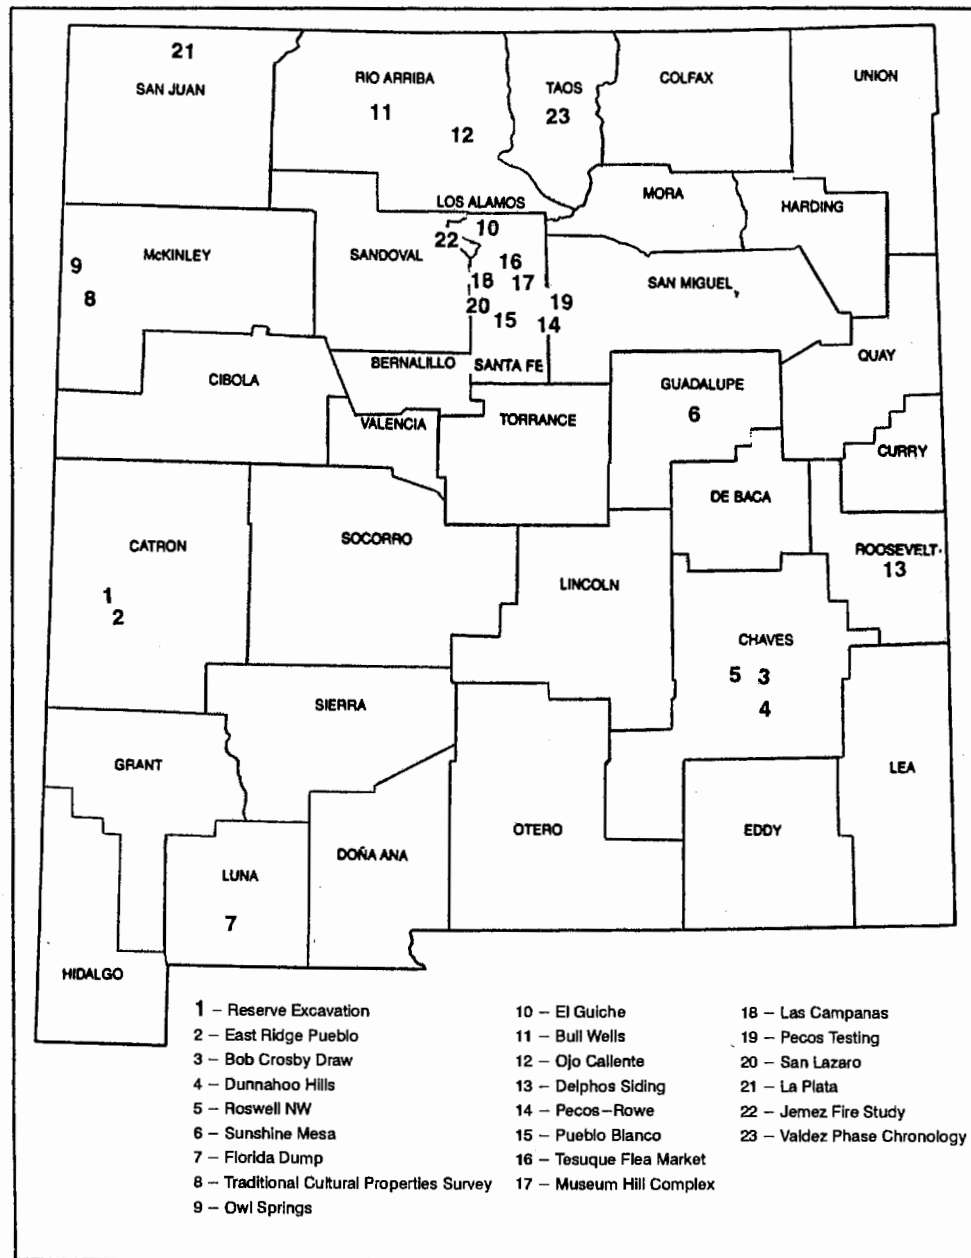 21
SAN JUAN
RIO ARRIBA
11
12
TAOS
23
COLFAX
UNION
LOS ALAMOS
10
MORA
HARDING
McKINLEY
9
8
SANDOVAL
22
16
18
17
20
15
19
14
SAN MIGUEL
QUAY
CIBOLA
BERNALILLO
SANTA FE
GUADALUPE
6
VALENCIA
TORRANCE
CURRY
DE BACA
CATRON
SOCORRO
ROOSEVELT
13
1
2
LINCOLN
CHAVES
5
3
4
SIERRA
GRANT
LEA
OTERO
EDDY
DOÑA ANA
LUNA
7
HIDALGO
1 – Reserve Excavation
2 – East Ridge Pueblo
3 – Bob Crosby Draw
4 – Dunnahoo Hills
5 – Roswell NW
6 – Sunshine Mesa
7 – Florida Dump
8 – Traditional Cultural Properties Survey
9 – Owl Springs
10 – El Guiche
11 – Bull Wells
12 – Ojo Caliente
13 – Delphos Siding
14 – Pecos–Rowe
15 – Pueblo Blanco
16 – Tesuque Flea Market
17 – Museum Hill Complex
18 – Las Campanas
19 – Pecos Testing
20 – San Lazaro
21 – La Plata
22 – Jemez Fire Study
23 – Valdez Phase Chronology